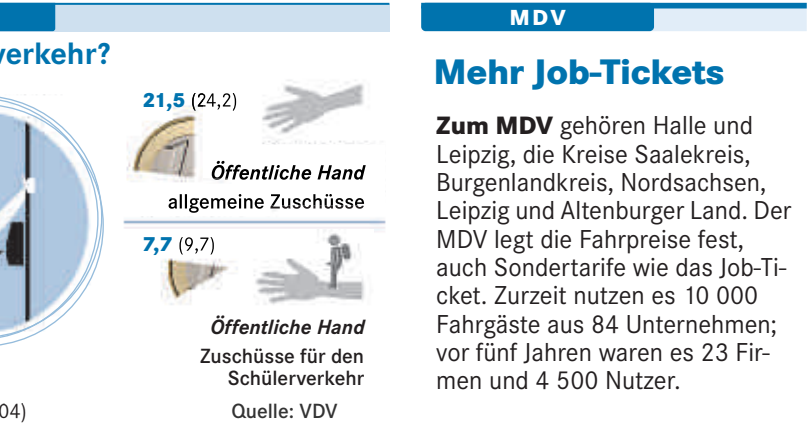 verkehr?
21,5 (24,2)
Öffentliche Hand
allgemeine Zuschüsse
7,7 (9,7)
Öffentliche Hand
Zuschüsse für den
Schülerverkehr
04)
Quelle: VDV
MDV
Mehr Job-Tickets
Zum MDV gehören Halle und
Leipzig, die Kreise Saalekreis,
Burgenlandkreis, Nordsachsen,
Leipzig und Altenburger Land. Der
MDV legt die Fahrpreise fest,
auch Sondertarife wie das Job-Ti-
cket. Zurzeit nutzen es 10 000
Fahrgäste aus 84 Unternehmen;
vor fünf Jahren waren es 23 Fir-
men und 4 500 Nutzer.